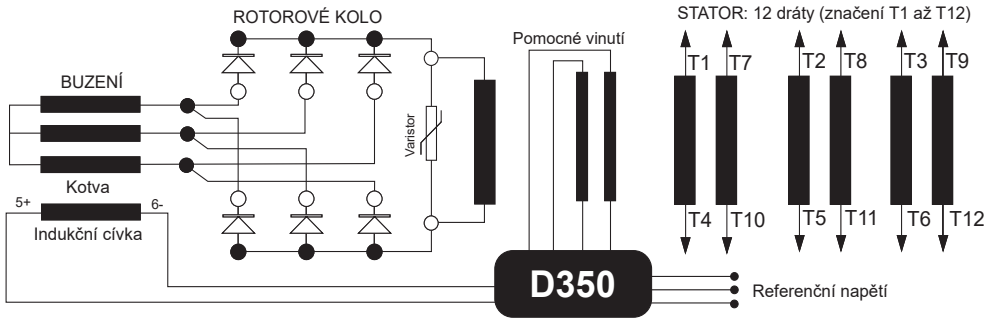 ROTOROVÉ KOLO
STATOR: 12 dráty (značení T1 až T12)
Pomocné vinutí
BUZENÍ
Kotva
5+
6-
Indukční cívka
Varistor
T1
T7
T2
T8
T3
T9
T4
T10
T5
T11
T6
T12
D350
Referenční napětí